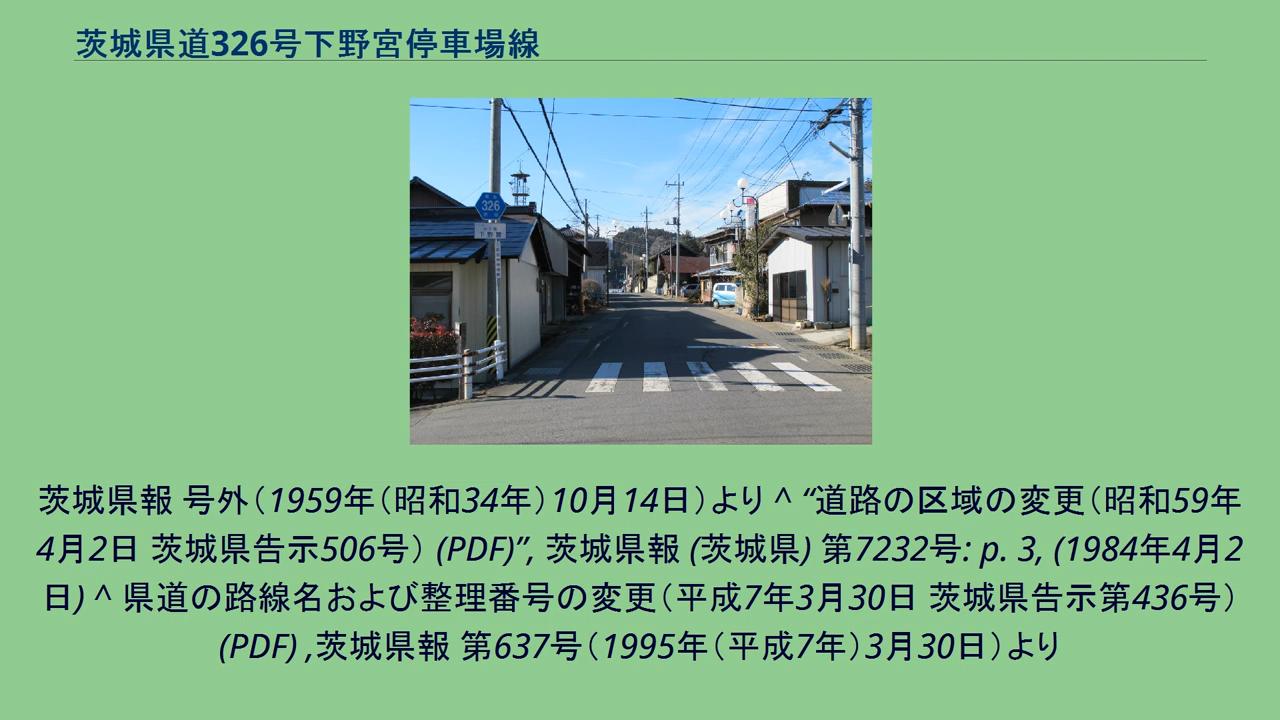 茨城県道326号下野宮停車場線
326
下野宮
茨城県報 号外（1959年（昭和34年）10月14日）より ^ “道路の区域の変更（昭和59年
4月2日 茨城県告示506号） (PDF)”, 茨城県報 (茨城県) 第7232号: p. 3, (1984年4月2
日) ^ 県道の路線名および整理番号の変更（平成7年3月30日 茨城県告示第436号）
(PDF) ,茨城県報 第637号（1995年（平成7年）3月30日）より